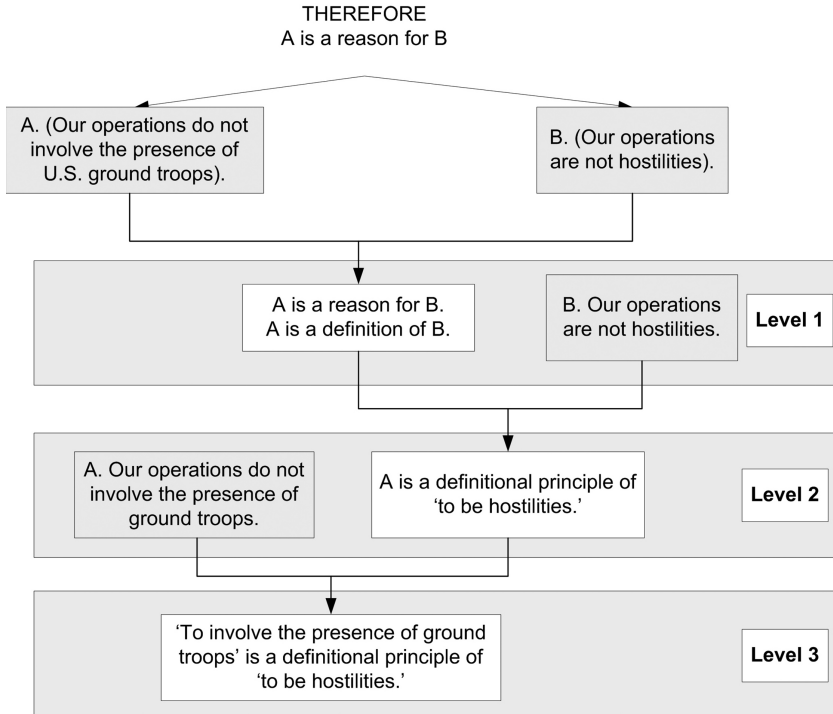 THEREFORE
A is a reason for B
A. (Our operations do not
involve the presence of
U.S. ground troops).
B. (Our operations
are not hostilities).
A is a reason for B.
A is a definition of B.
B. Our operations
are not hostilities.
Level 1
A. Our operations do not
involve the presence of
ground troops.
A is a definitional principle of
‘to be hostilities.’
Level 2
‘To involve the presence of ground
troops’ is a definitional principle of
‘to be hostilities.’
Level 3